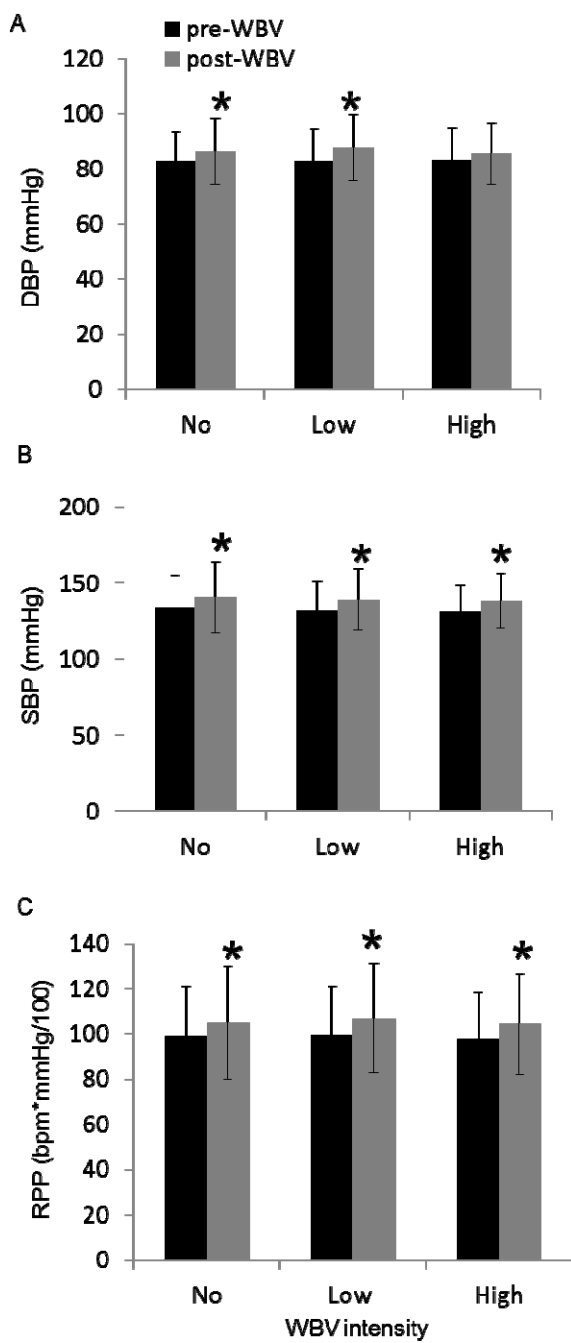 A
pre-WBV
post-WBV
120
100
80
60
40
20
0
DBP (mmHg)
* *
No Low High
B
200
150
100
50
0
SBP (mmHg)
* * *
No Low High
C
140
120
100
80
60
40
20
0
RPP (bpm*mmHg/100)
* * *
No Low High
WBV intensity